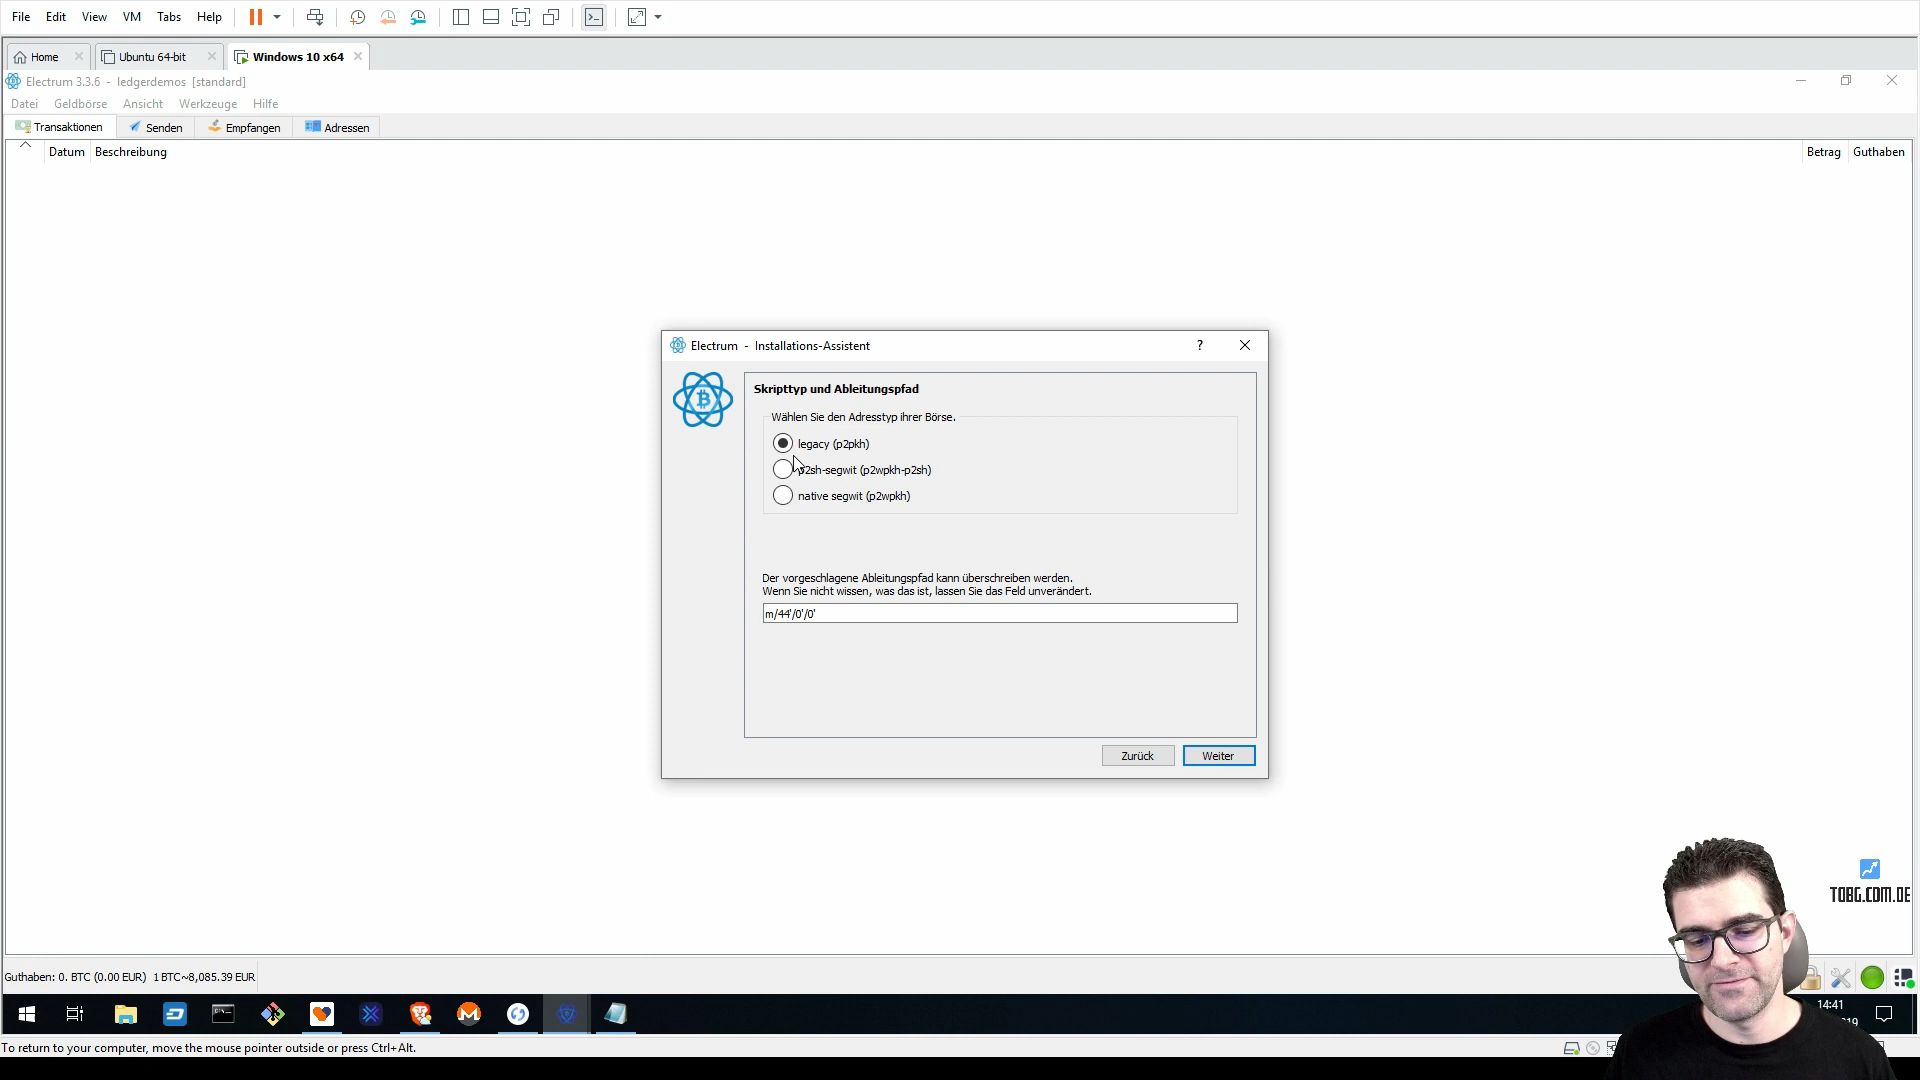 File Edit View VM Tabs Help
Home Ubuntu 64-bit Windows 10 x64
Electrum 3.3.6 - ledgerdemos [standard]
Datei Geldbörse Ansicht Werkzeuge Hilfe
Transaktionen Senden Empfangen Adressen
Datum Beschreibung Betrag Guthaben
Electrum - Installations-Assistent
Skripttyp und Ableitungspfad
Wählen Sie den Adresstyp ihrer Börse.
legacy (p2pkh)
p2sh-segwit (p2wpkh-p2sh)
native segwit (p2wpkh)
Der vorgeschlagene Ableitungspfad kann überschreiben werden.
Wenn Sie nicht wissen, was das ist, lassen Sie das Feld unverändert.
m/44'/0'/0'
Zurück Weiter
TOBG.COM.DE
Guthaben: 0. BTC (0.00 EUR) 1 BTC~8,085.39 EUR
14:41
To return to your computer, move the mouse pointer outside or press Ctrl+Alt.